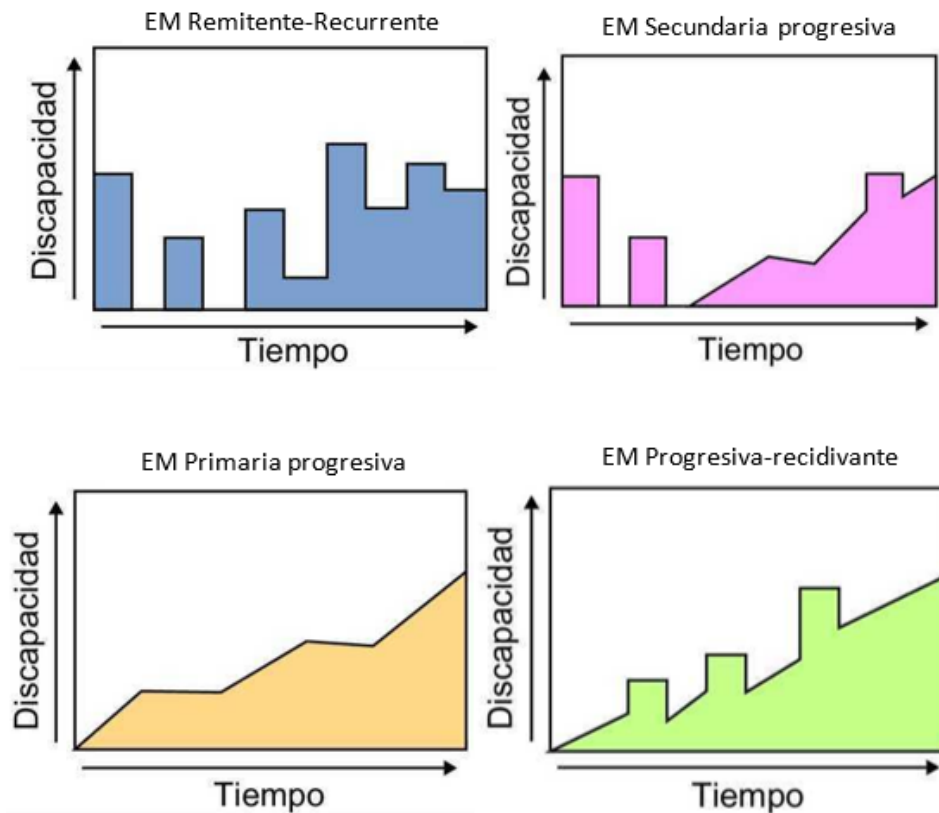 EM Remitente-Recurrente
Discapacidad
Tiempo
EM Secundaria progresiva
Discapacidad
Tiempo
EM Primaria progresiva
Discapacidad
Tiempo
EM Progresiva-recidivante
Discapacidad
Tiempo